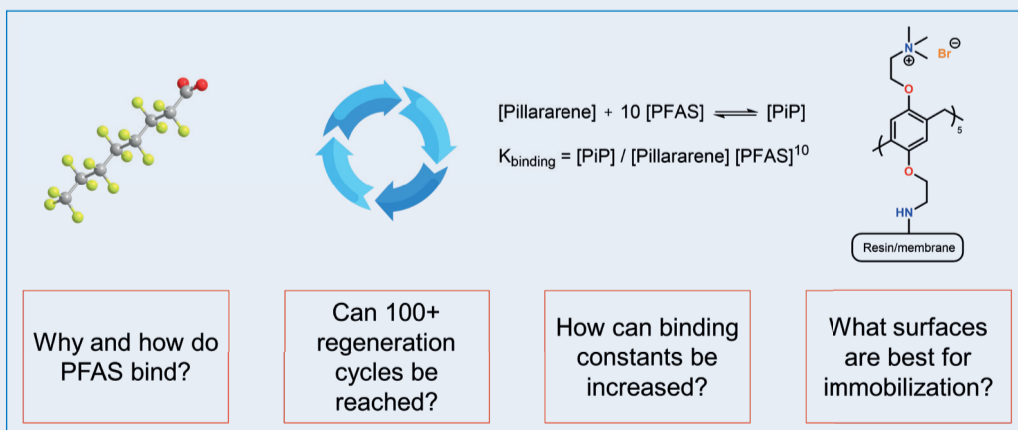 [Pillararene] + 10 [PFAS] ⇌ [PiP]
K_binding = [PiP] / [Pillararene] [PFAS]^10
N
⊕
Br⊖
O
5
O
HN
Resin/membrane
Why and how do
PFAS bind?
Can 100+
regeneration
cycles be
reached?
How can binding
constants be
increased?
What surfaces
are best for
immobilization?